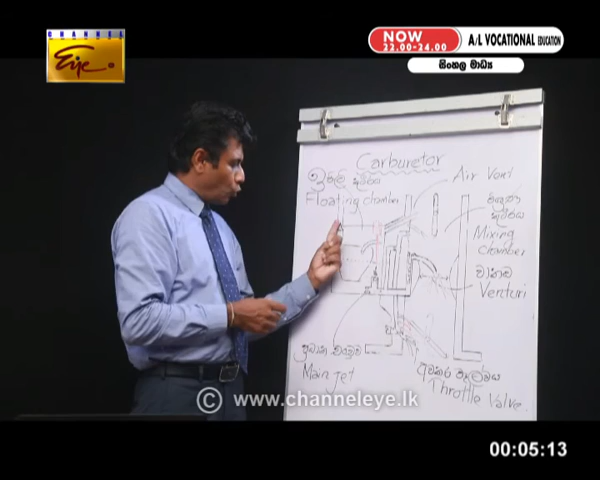 CHANNEL
Eye
NOW
22.00-24.00
A/L VOCATIONAL EDUCATION
සිංහල මාධ්‍ය
Carburetor
Air Vent
Floating chamber
Mixing
chamber
Venturi
Main jet
Throttle Valve
© www.channeleye.lk
00:05:13